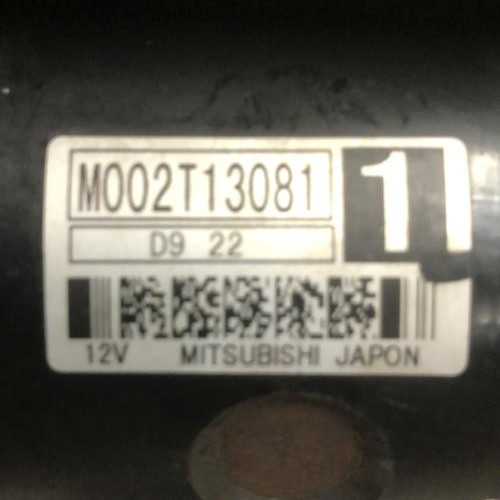 M002T13081
1
D9 22
12V MITSUBISHI JAPON